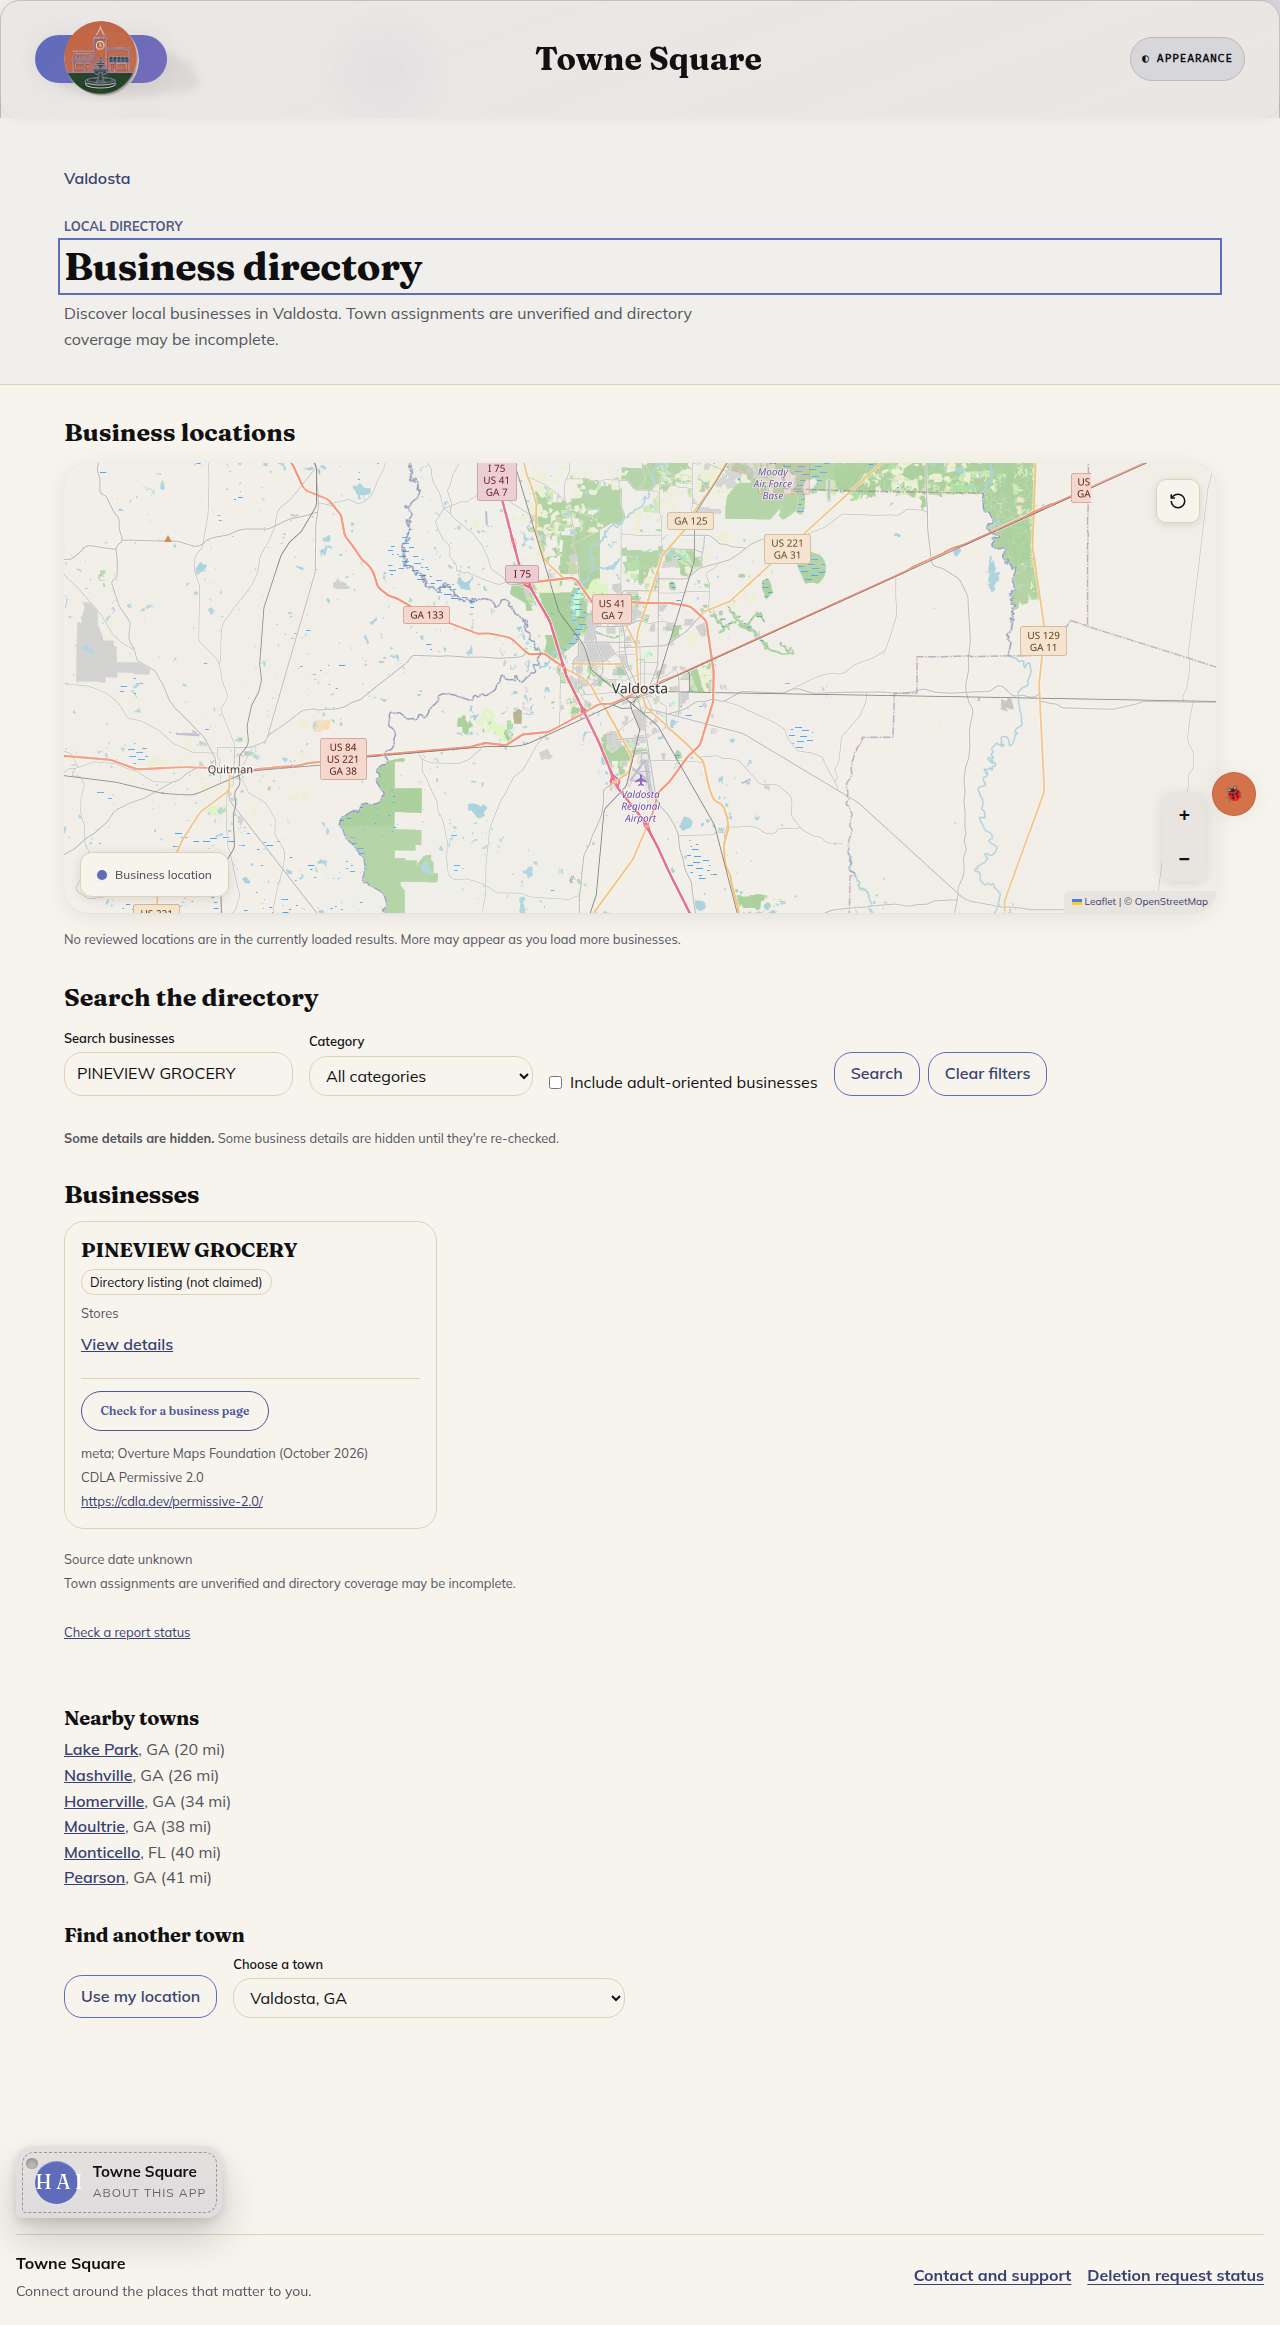 Towne Square
◐ APPEARANCE
Valdosta
LOCAL DIRECTORY
Business directory
Discover local businesses in Valdosta. Town assignments are unverified and directory
coverage may be incomplete.
Business locations
I 75
US 41
GA 7
Moody
Air Force
Base
US
GA
GA 125
US 221
GA 31
I 75
GA 133
US 41
GA 7
US 129
GA 11
Valdosta
US 84
US 221
GA 38
Quitman
Valdosta
Regional
Airport
+
−
Business location
US 221
Leaflet | © OpenStreetMap
No reviewed locations are in the currently loaded results. More may appear as you load more businesses.
Search the directory
Search businesses
Category
PINEVIEW GROCERY
All categories
Include adult-oriented businesses
Search
Clear filters
Some details are hidden. Some business details are hidden until they're re-checked.
Businesses
PINEVIEW GROCERY
Directory listing (not claimed)
Stores
View details
Check for a business page
meta; Overture Maps Foundation (October 2026)
CDLA Permissive 2.0
https://cdla.dev/permissive-2.0/
Source date unknown
Town assignments are unverified and directory coverage may be incomplete.
Check a report status
Nearby towns
Lake Park, GA (20 mi)
Nashville, GA (26 mi)
Homerville, GA (34 mi)
Moultrie, GA (38 mi)
Monticello, FL (40 mi)
Pearson, GA (41 mi)
Find another town
Choose a town
Use my location
Valdosta, GA
HAI
Towne Square
ABOUT THIS APP
Towne Square
Connect around the places that matter to you.
Contact and support
Deletion request status